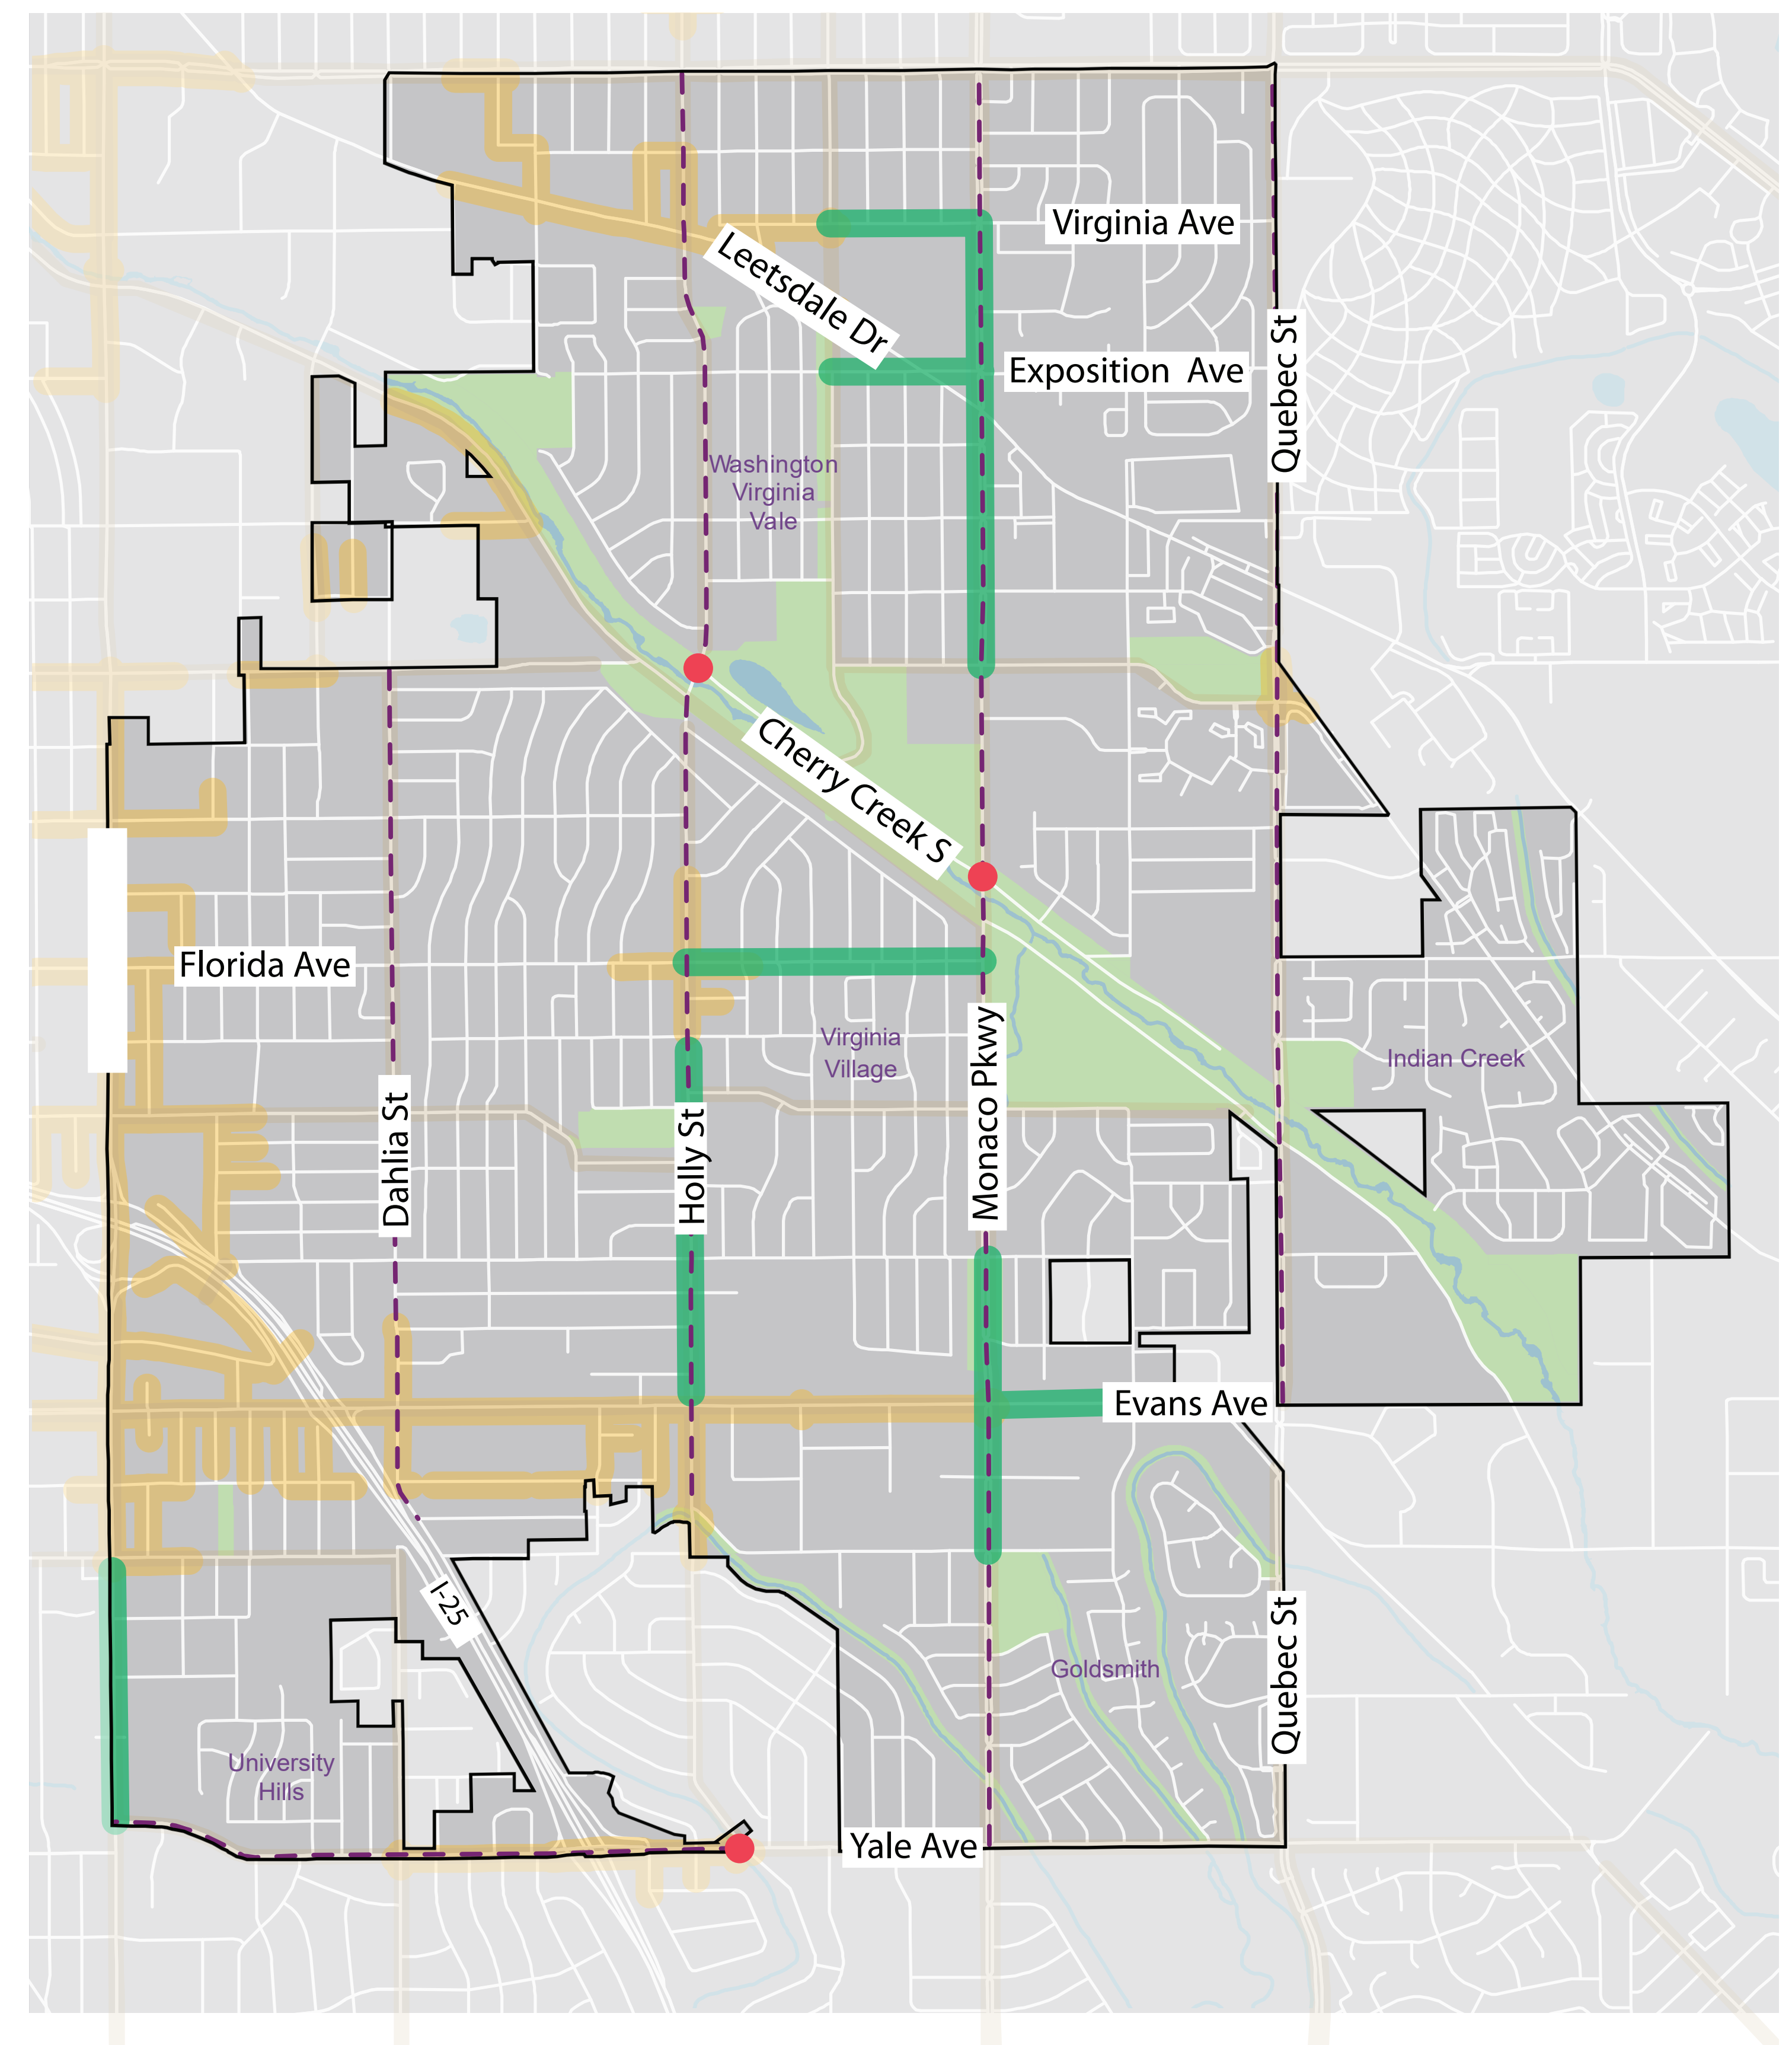 Virginia Ave
Leetsdale Dr
Exposition Ave
Quebec St
Washington
Virginia
Vale
Cherry Creek S
Florida Ave
Virginia
Village
Monaco Pkwy
Indian Creek
Dahlia St
Holly St
Evans Ave
I-25
Goldsmith
Quebec St
University
Hills
Yale Ave